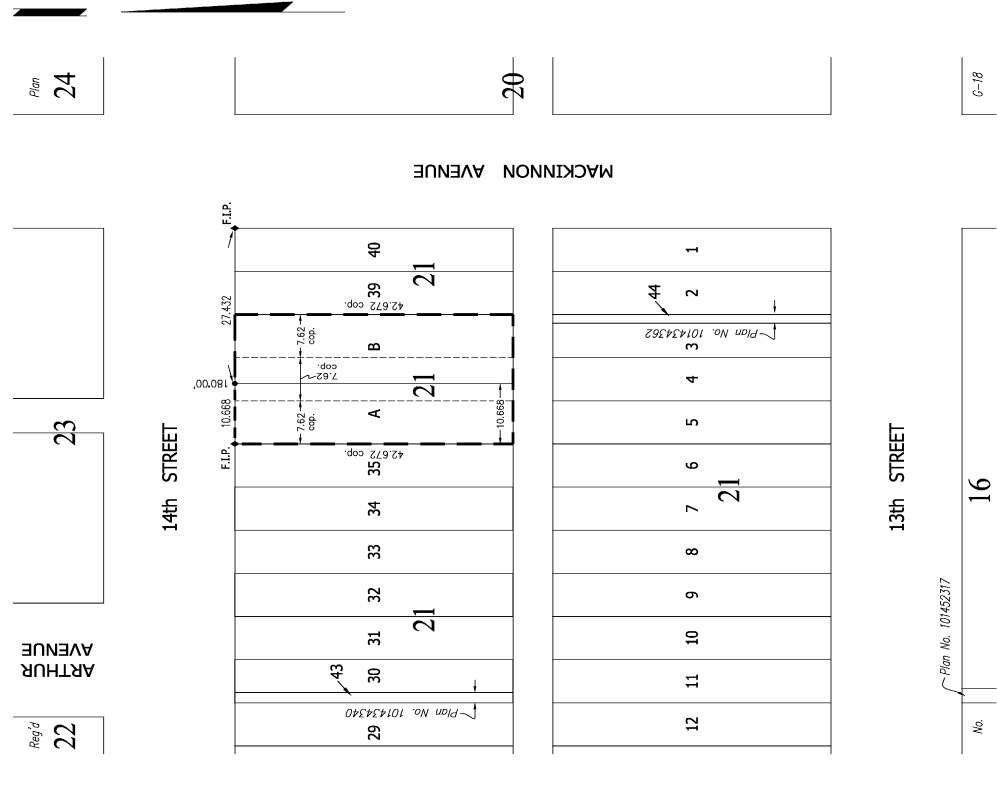 Plan
24
20
G-18
MACKINNON AVENUE
F.I.P.
40
21
39
42.672 cop.
27.432
7.62
cop.
B
7.62
cop.
180°00'
21
10.668
7.62
cop.
A
10.668
F.I.P.
42.672 cop.
35
34
33
32
21
31
30
43
Plan No. 101434340
29
1
2
44
Plan No. 101434362
3
4
5
6
21
7
8
9
10
11
12
23
14th STREET
13th STREET
16
ARTHUR
AVENUE
Reg'd
22
Plan No. 101452317
No.